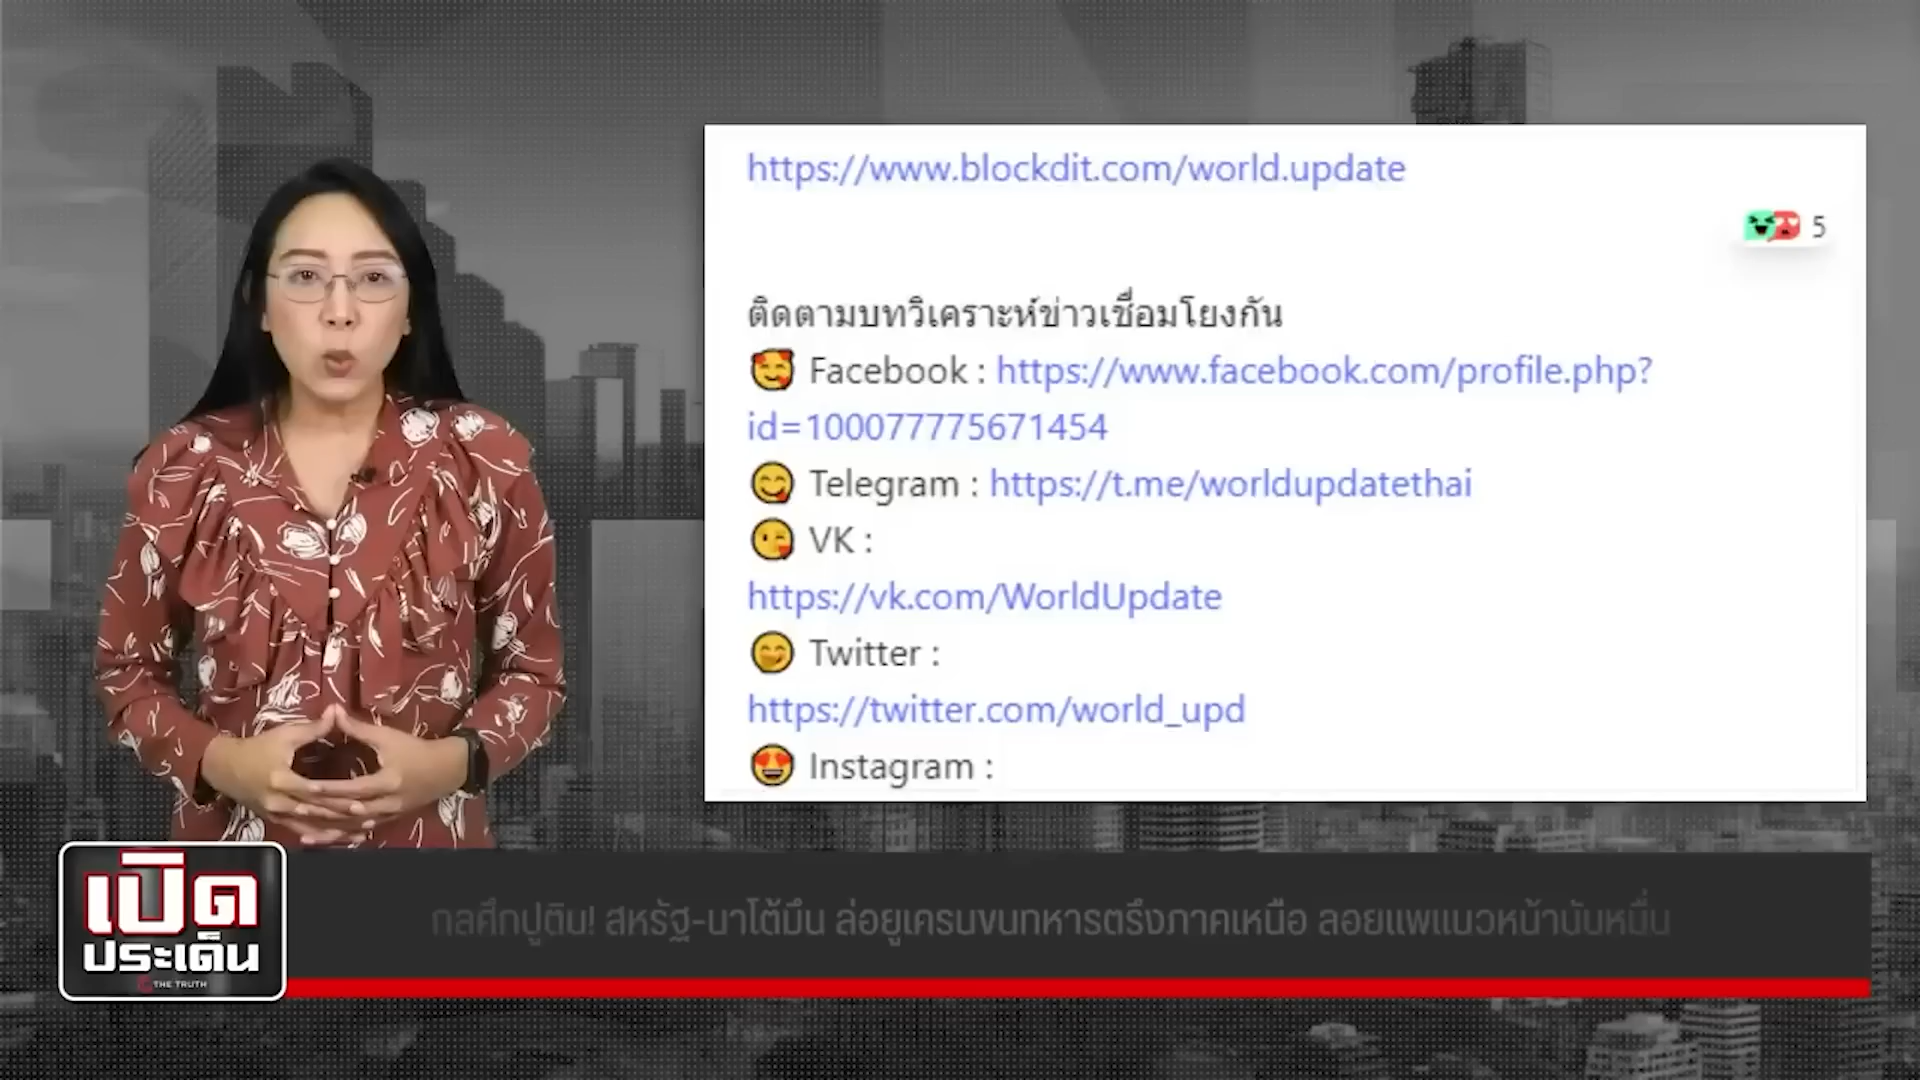 https://www.blockdit.com/world.update
5
ติดตามบทวิเคราะห์ข่าวเชื่อมโยงกัน
Facebook : https://www.facebook.com/profile.php?
id=100077775671454
Telegram : https://t.me/worldupdatethai
VK :
https://vk.com/WorldUpdate
Twitter :
https://twitter.com/world_upd
Instagram :
เปิด
ประเด็น
THE TRUTH
กลศึกปูติน! สหรัฐ-นาโต้มึน ล่อยูเครนขนทหารตรึงภาคเหนือ ลอยแพแนวหน้านับหมื่น